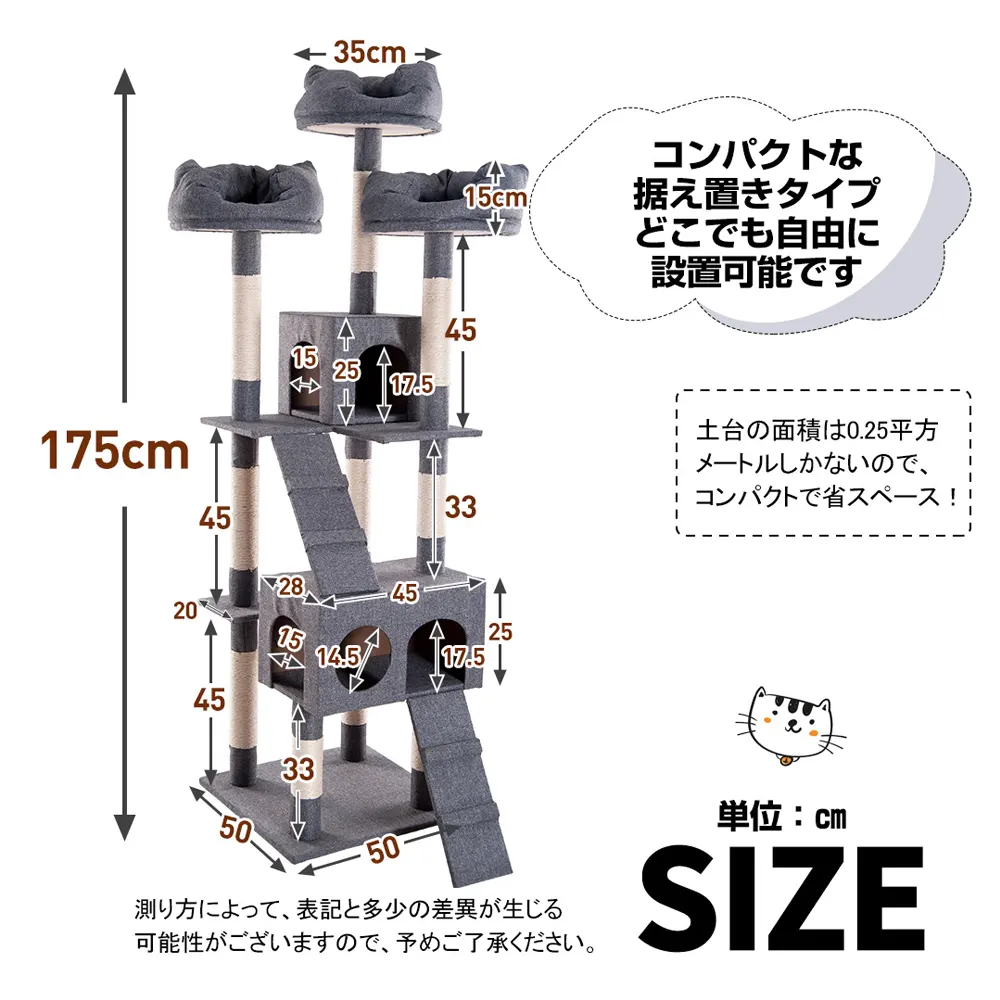 35cm
15cm
コンパクトな
据え置きタイプ
どこでも自由に
設置可能です
45
15
25
17.5
175cm
土台の面積は0.25平方
メートルしかないので、
コンパクトで省スペース！
45
33
28
45
20
15
14.5
17.5
25
45
33
50
50
単位：cm
SIZE
測り方によって、表記と多少の差異が生じる
可能性がございますので、予めご了承ください。